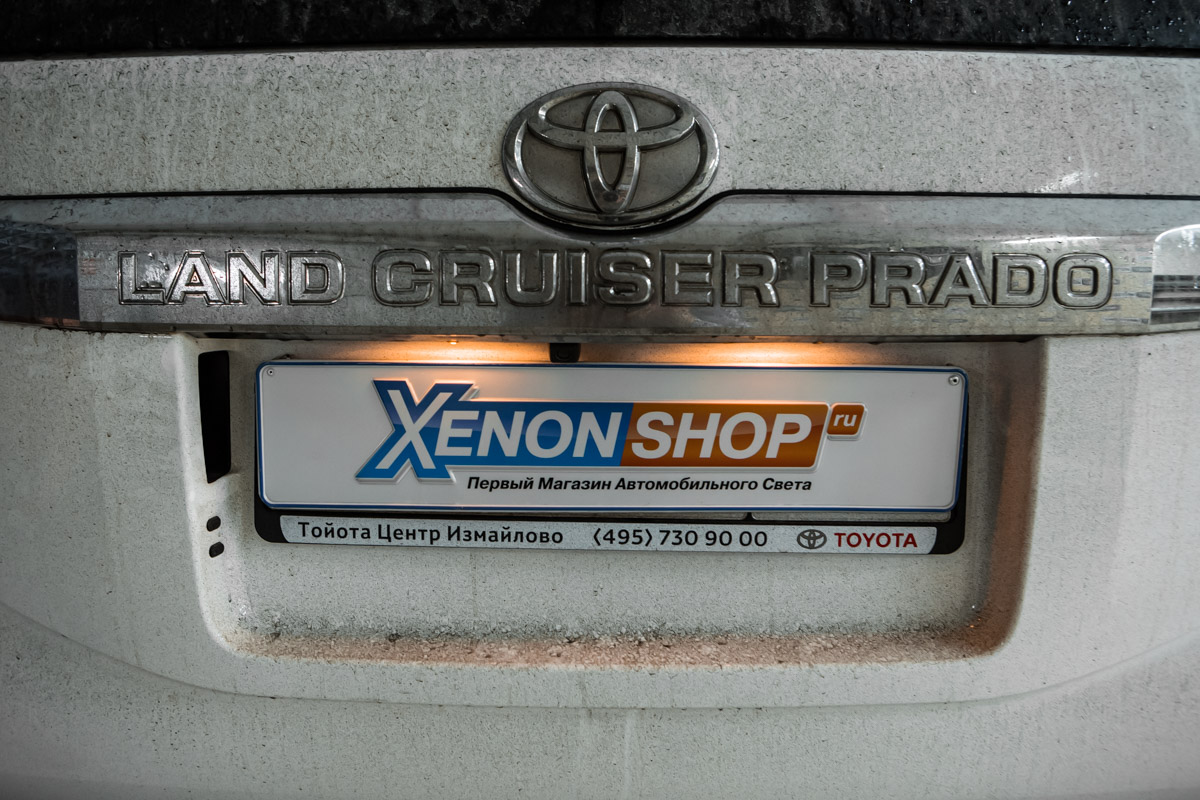 LAND CRUISER PRADO
XENON SHOP ru
Первый Магазин Автомобильного Света
Тойота Центр Измайлово (495) 730 90 00 TOYOTA